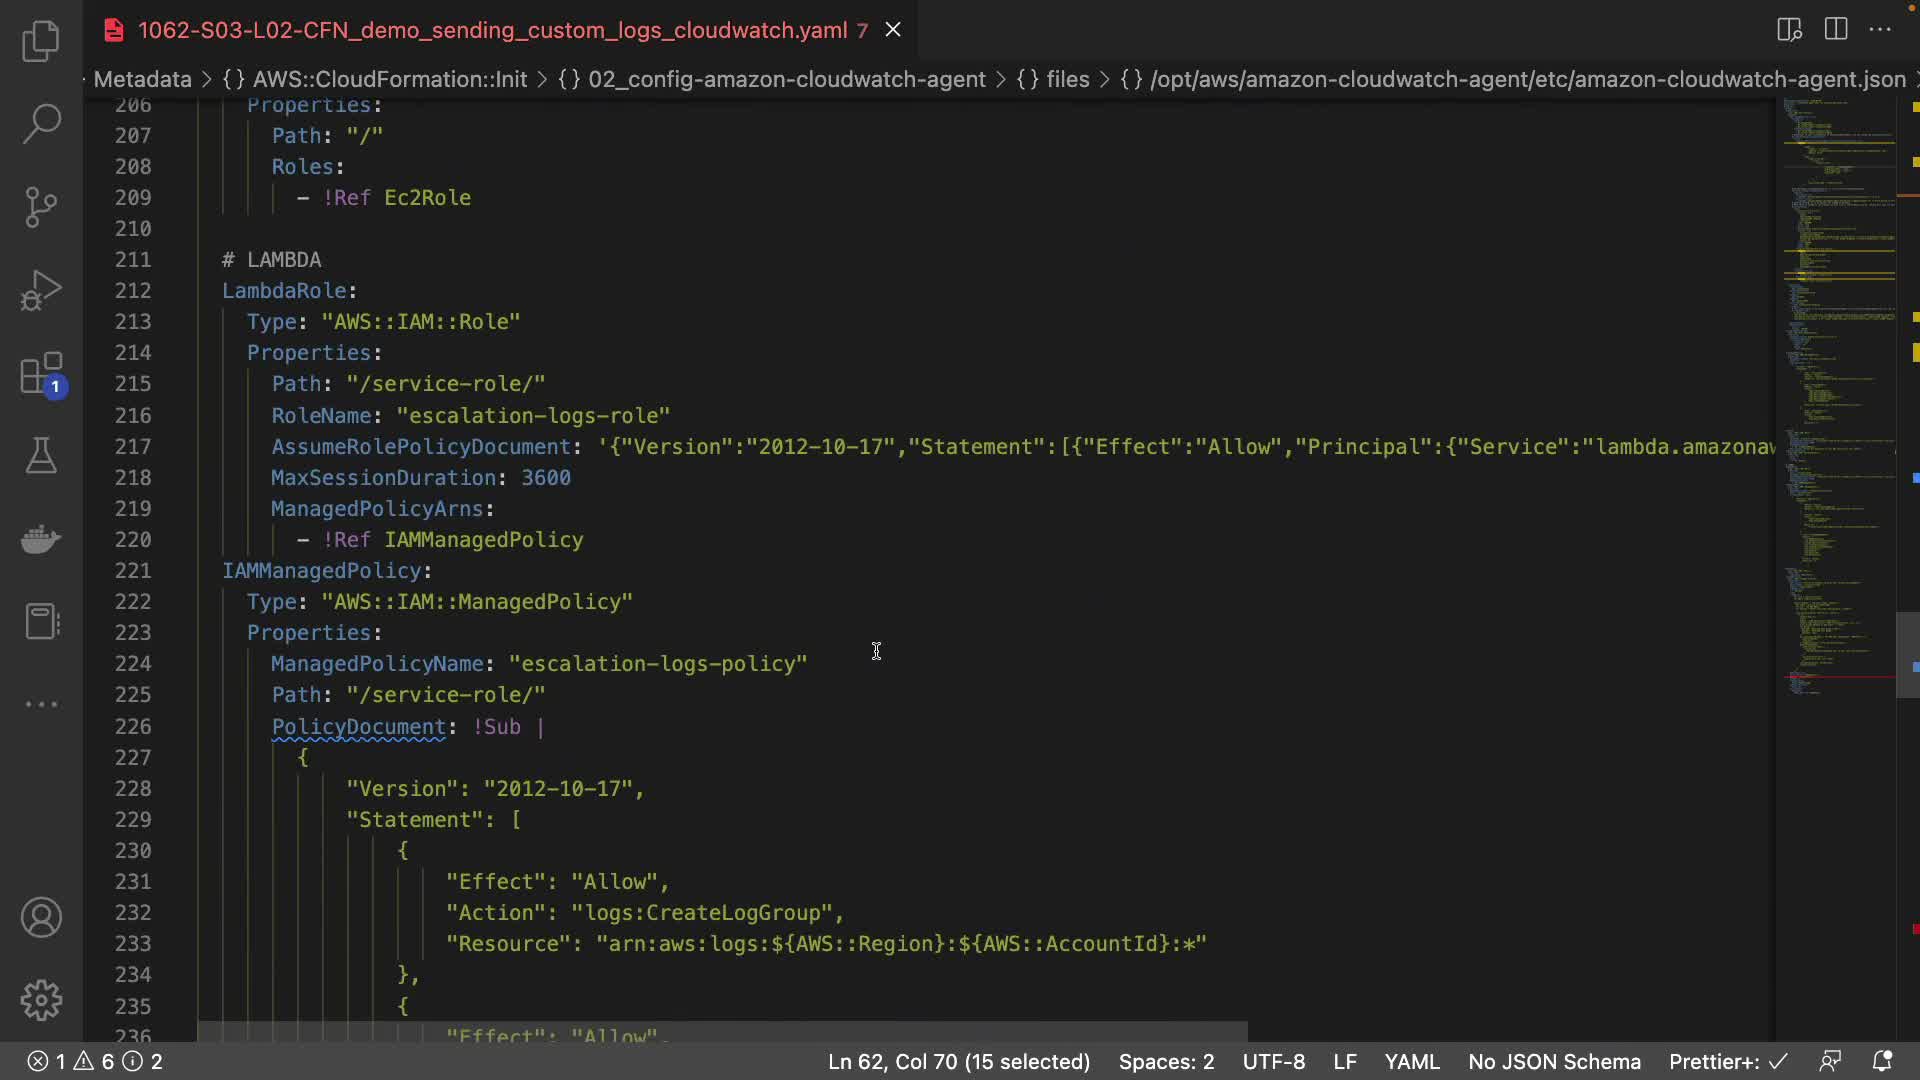 1062-S03-L02-CFN_demo_sending_custom_logs_cloudwatch.yaml 7
Metadata > {} AWS::CloudFormation::Init > {} 02_config-amazon-cloudwatch-agent > {} files > {} /opt/aws/amazon-cloudwatch-agent/etc/amazon-cloudwatch-agent.json
206 Properties:
207 Path: "/"
208 Roles:
209 – !Ref Ec2Role
210
211 # LAMBDA
212 LambdaRole:
213 Type: "AWS::IAM::Role"
214 Properties:
215 Path: "/service-role/"
216 RoleName: "escalation-logs-role"
217 AssumeRolePolicyDocument: '{"Version":"2012-10-17","Statement":[{"Effect":"Allow","Principal":{"Service":"lambda.amazonaw
218 MaxSessionDuration: 3600
219 ManagedPolicyArns:
220 – !Ref IAMManagedPolicy
221 IAMManagedPolicy:
222 Type: "AWS::IAM::ManagedPolicy"
223 Properties:
224 ManagedPolicyName: "escalation-logs-policy"
225 Path: "/service-role/"
226 PolicyDocument: !Sub |
227 {
228 "Version": "2012-10-17",
229 "Statement": [
230 {
231 "Effect": "Allow",
232 "Action": "logs:CreateLogGroup",
233 "Resource": "arn:aws:logs:${AWS::Region}:${AWS::AccountId}:*"
234 },
235 {
236 "Effect": "Allow",
1
1 6 2 Ln 62, Col 70 (15 selected) Spaces: 2 UTF-8 LF YAML No JSON Schema Prettier+: ✓